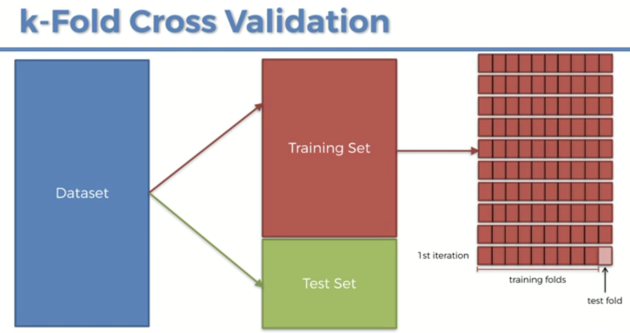 k-Fold Cross Validation
Dataset
Training Set
Test Set
1st iteration
training folds
test fold